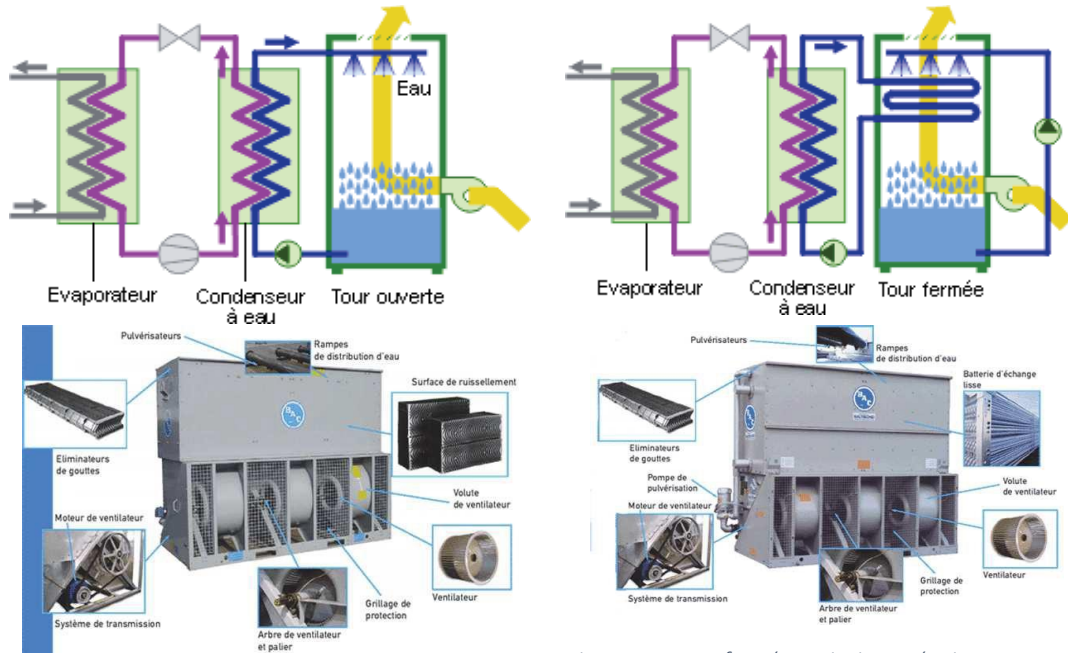 Eau
Evaporateur
Condenseur
à eau
Tour ouverte
Evaporateur
Condenseur
à eau
Tour fermée
Pulvérisateurs
Rampes
de distribution d'eau
Surface de ruissellement
BAC
Eliminateurs
de gouttes
Volute
de ventilateur
Moteur de ventilateur
Ventilateur
Système de transmission
Arbre de ventilateur
et palier
Grillage de
protection
Pulvérisateurs
Rampes
de distribution d'eau
Batterie d'échange
lisse
BAC
Eliminateurs
de gouttes
Pompe de
pulvérisation
Volute
de ventilateur
Moteur de ventilateur
Ventilateur
Système de transmission
Arbre de ventilateur
et palier
Grillage de
protection